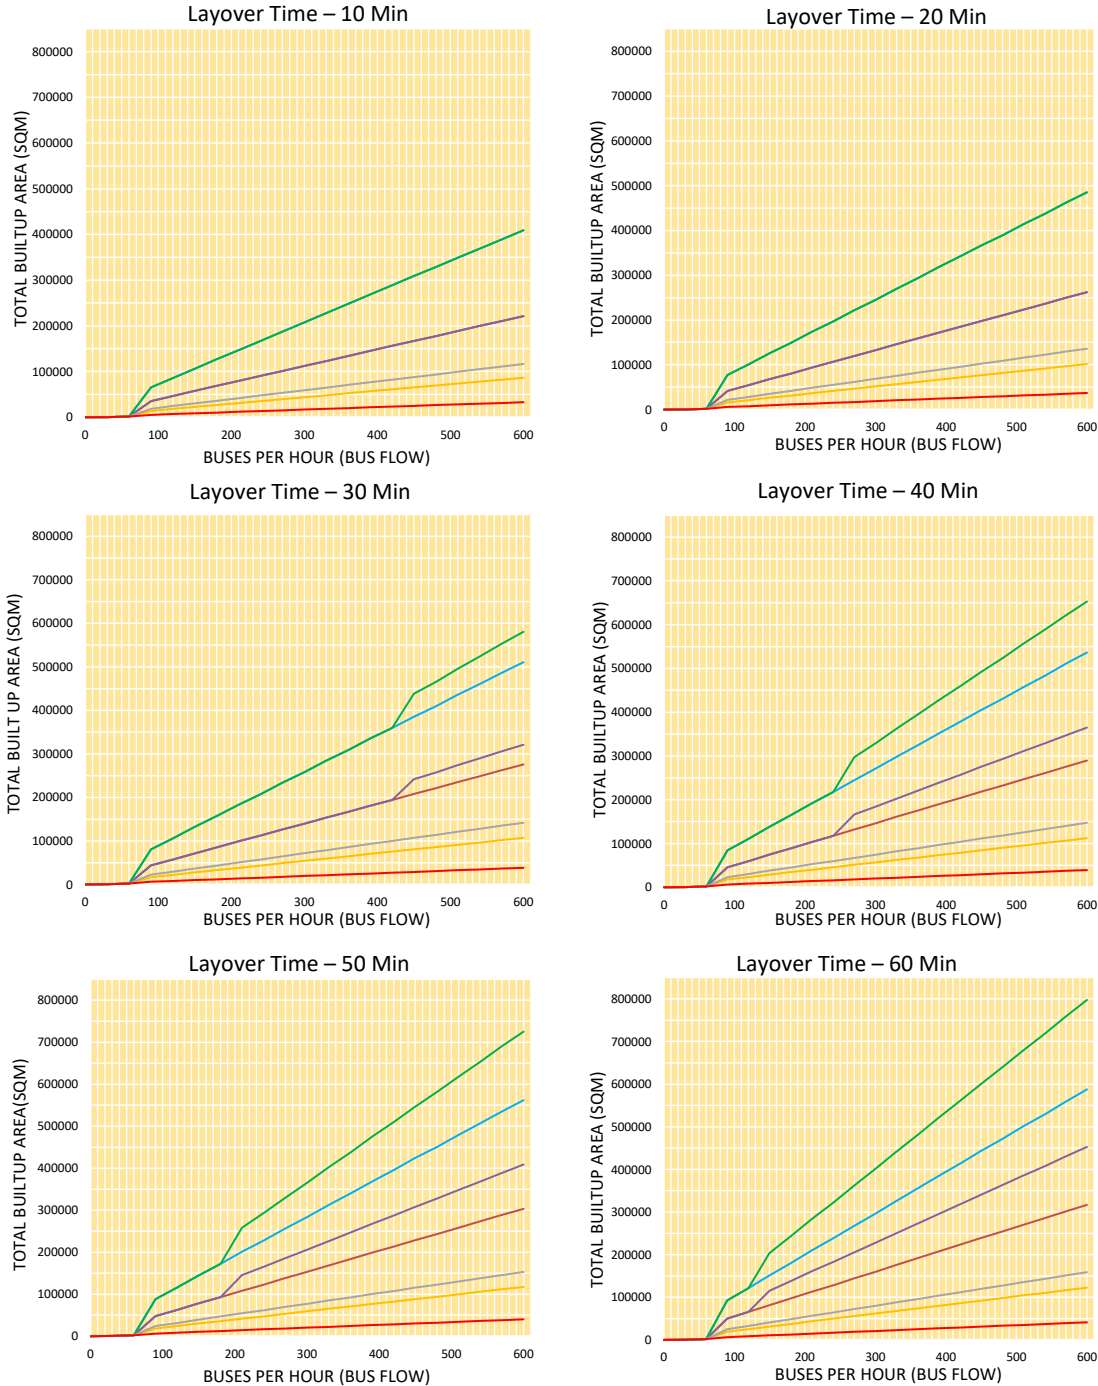 Layover Time – 10 Min
TOTAL BUILTUP AREA (SQM)
800000
700000
600000
500000
400000
300000
200000
100000
0
0 100 200 300 400 500 600
BUSES PER HOUR (BUS FLOW)
Layover Time – 20 Min
TOTAL BUILTUP AREA (SQM)
800000
700000
600000
500000
400000
300000
200000
100000
0
0 100 200 300 400 500 600
BUSES PER HOUR (BUS FLOW)
Layover Time – 30 Min
TOTAL BUILT UP AREA (SQM)
800000
700000
600000
500000
400000
300000
200000
100000
0
0 100 200 300 400 500 600
BUSES PER HOUR (BUS FLOW)
Layover Time – 40 Min
TOTAL BUILTUP AREA (SQM)
800000
700000
600000
500000
400000
300000
200000
100000
0
0 100 200 300 400 500 600
BUSES PER HOUR (BUS FLOW)
Layover Time – 50 Min
TOTAL BUILTUP AREA(SQM)
800000
700000
600000
500000
400000
300000
200000
100000
0
0 100 200 300 400 500 600
BUSES PER HOUR (BUS FLOW)
Layover Time – 60 Min
TOTAL BUILTUP AREA (SQM)
800000
700000
600000
500000
400000
300000
200000
100000
0
0 100 200 300 400 500 600
BUSES PER HOUR (BUS FLOW)